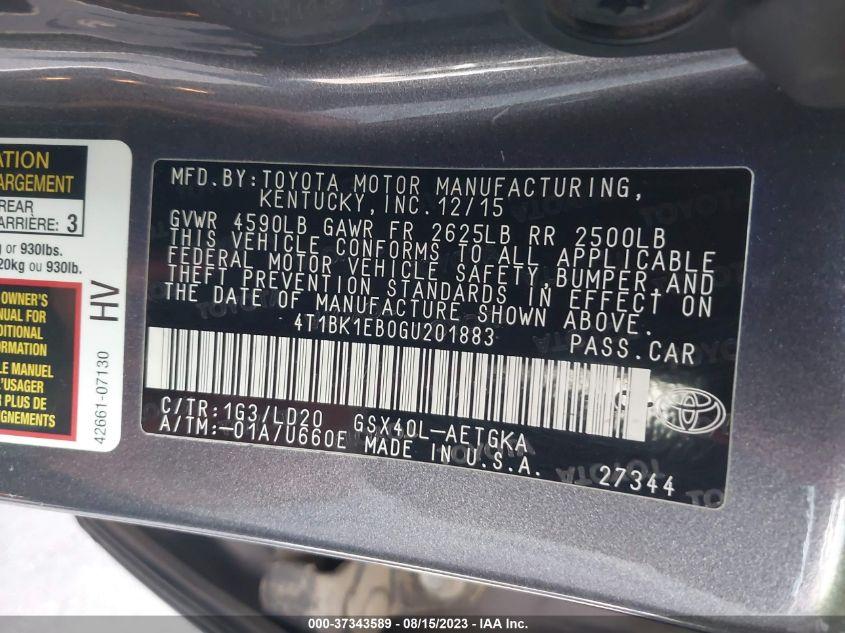 ATION
ARGEMENT
REAR
ARRIÈRE: 3
g or 930lbs.
20kg ou 930lb.
OWNER'S
NUAL FOR
DITIONAL
ORMATION
LE MANUEL
L'USAGER
R PLUS DE
EIGNEMENTS
42661-07130 HV
MFD.BY:TOYOTA MOTOR MANUFACTURING,
KENTUCKY,INC.12/15
GVWR 4590LB GAWR FR 2625LB RR 2500LB
THIS VEHICLE CONFORMS TO ALL APPLICABLE
FEDERAL MOTOR VEHICLE SAFETY,BUMPER,AND
THEFT PREVENTION STANDARDS IN EFFECT ON
THE DATE OF MANUFACTURE SHOWN ABOVE.
4T1BK1EB0GU201883 PASS.CAR
C/TR:1G3/LD20 GSX40L-AETGKA
A/TM:-01A/U660E MADE IN U.S.A.
27344
000-37343589 - 08/15/2023 - © IAA Inc.